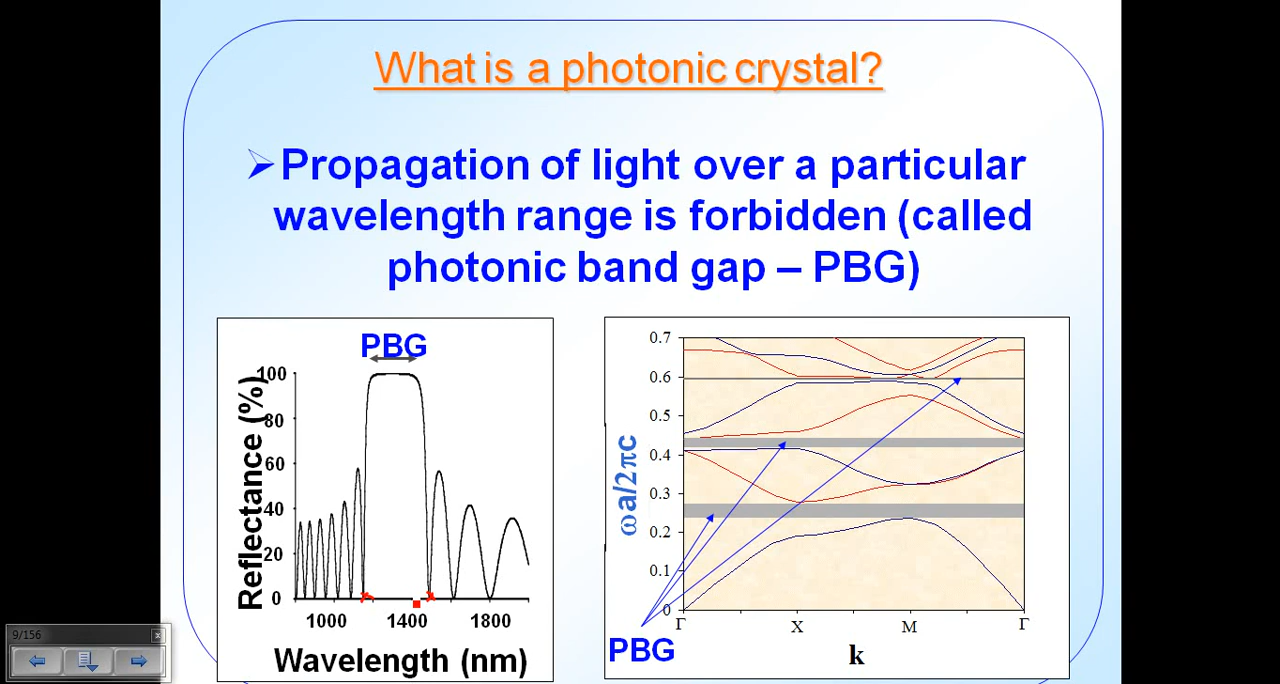 What is a photonic crystal?
➢Propagation of light over a particular
wavelength range is forbidden (called
photonic band gap – PBG)
PBG
100
80
60
40
20
0
Reflectance (%)
1000 1400 1800
Wavelength (nm)
0.7
0.6
0.5
0.4
0.3
0.2
0.1
0
ωa/2πc
Γ X M Γ
PBG
k
9/156
x